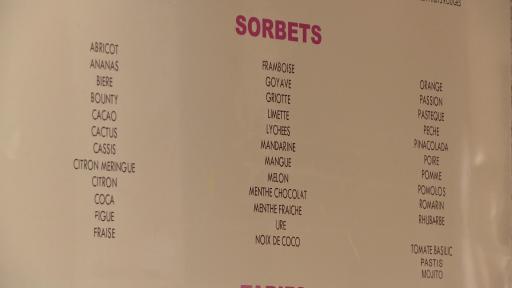 SORBETS
ABRICOT
ANANAS
BIERE
BOUNTY
CACAO
CACTUS
CASSIS
CITRON MERINGUE
CITRON
COCA
FIGUE
FRAISE
FRAMBOISE
GOYAVE
GRIOTTE
LIMETTE
LYCHEES
MANDARINE
MANGUE
MELON
MENTHE CHOCOLAT
MENTHE FRAICHE
URE
NOIX DE COCO
ORANGE
PASSION
PASTEQUE
PECHE
PINACOLADA
POIRE
POMME
POMOLOS
ROMARIN
RHUBARBE
TOMATE BASILIC
PASTIS
MOJITO